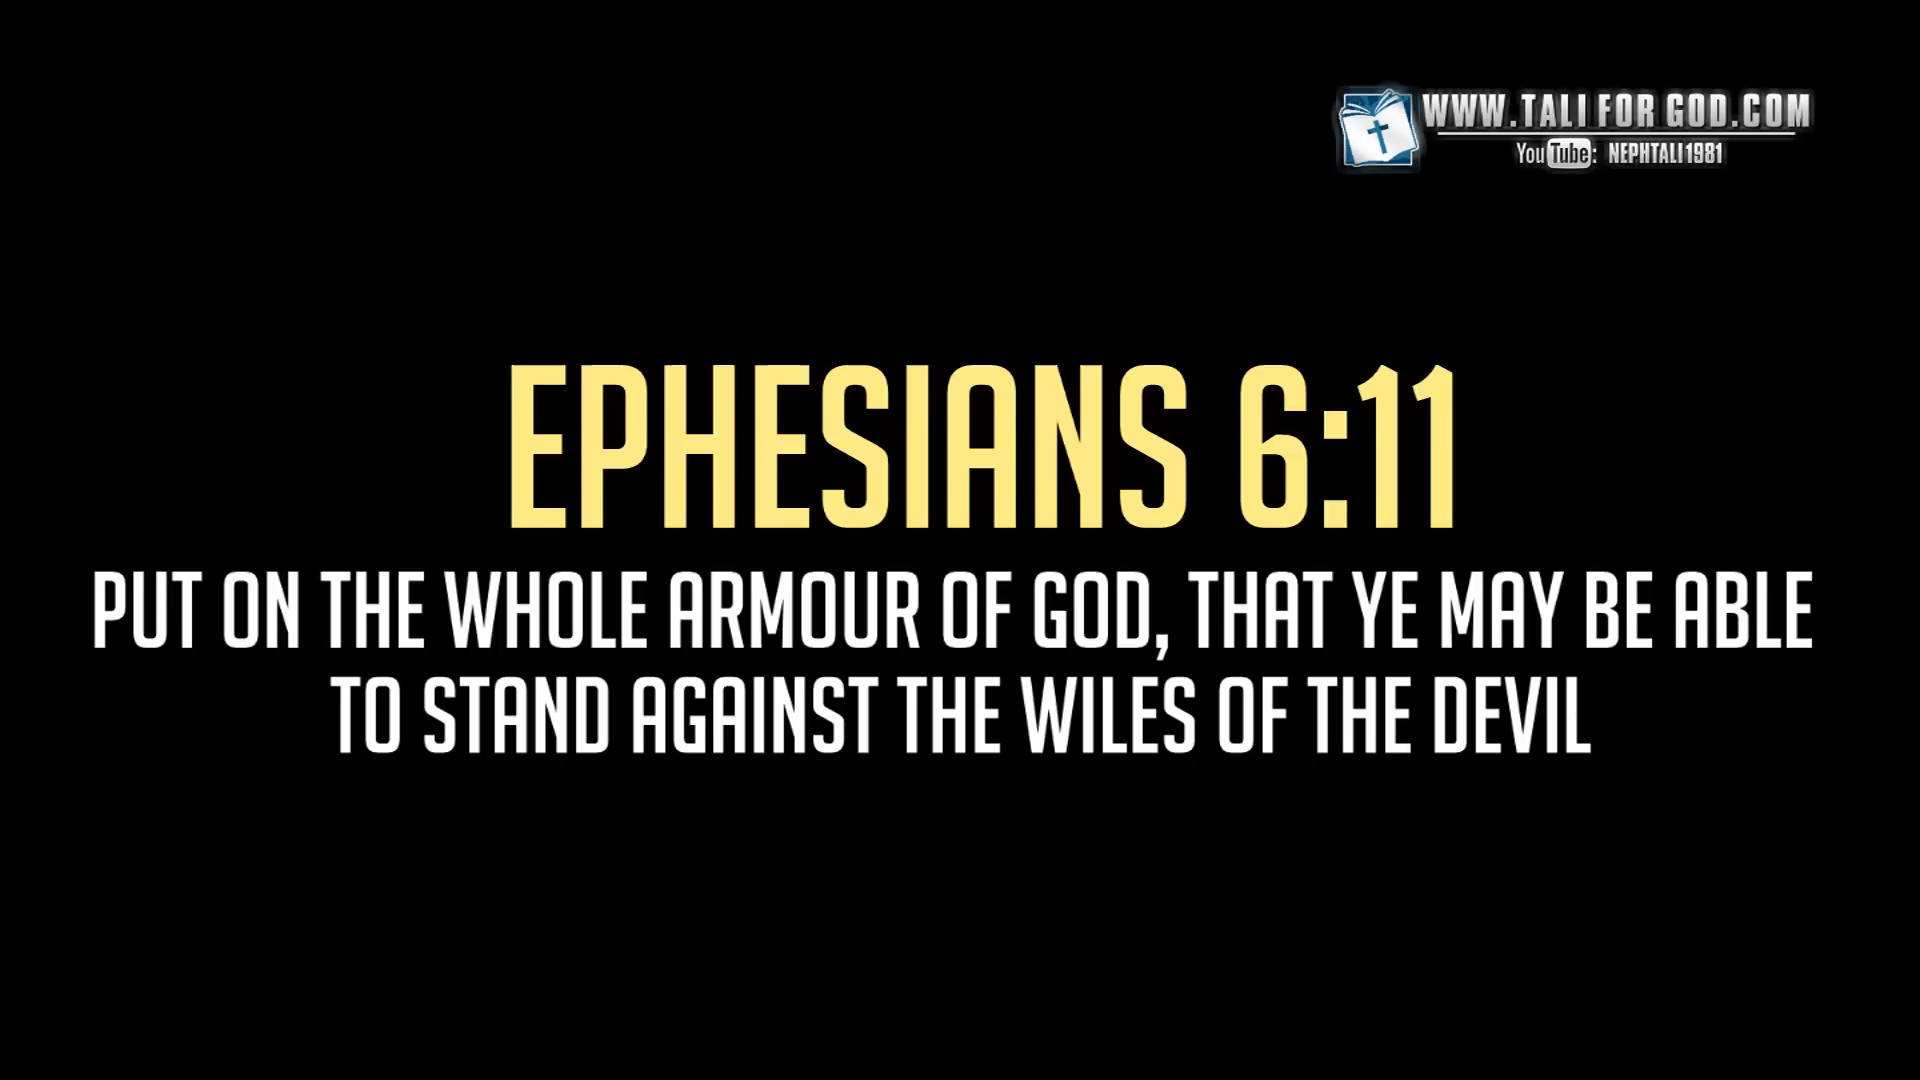 WWW.TALI FOR GOD.COM
YouTube: NEPHTALI1981
EPHESIANS 6:11
PUT ON THE WHOLE ARMOUR OF GOD, THAT YE MAY BE ABLE
TO STAND AGAINST THE WILES OF THE DEVIL